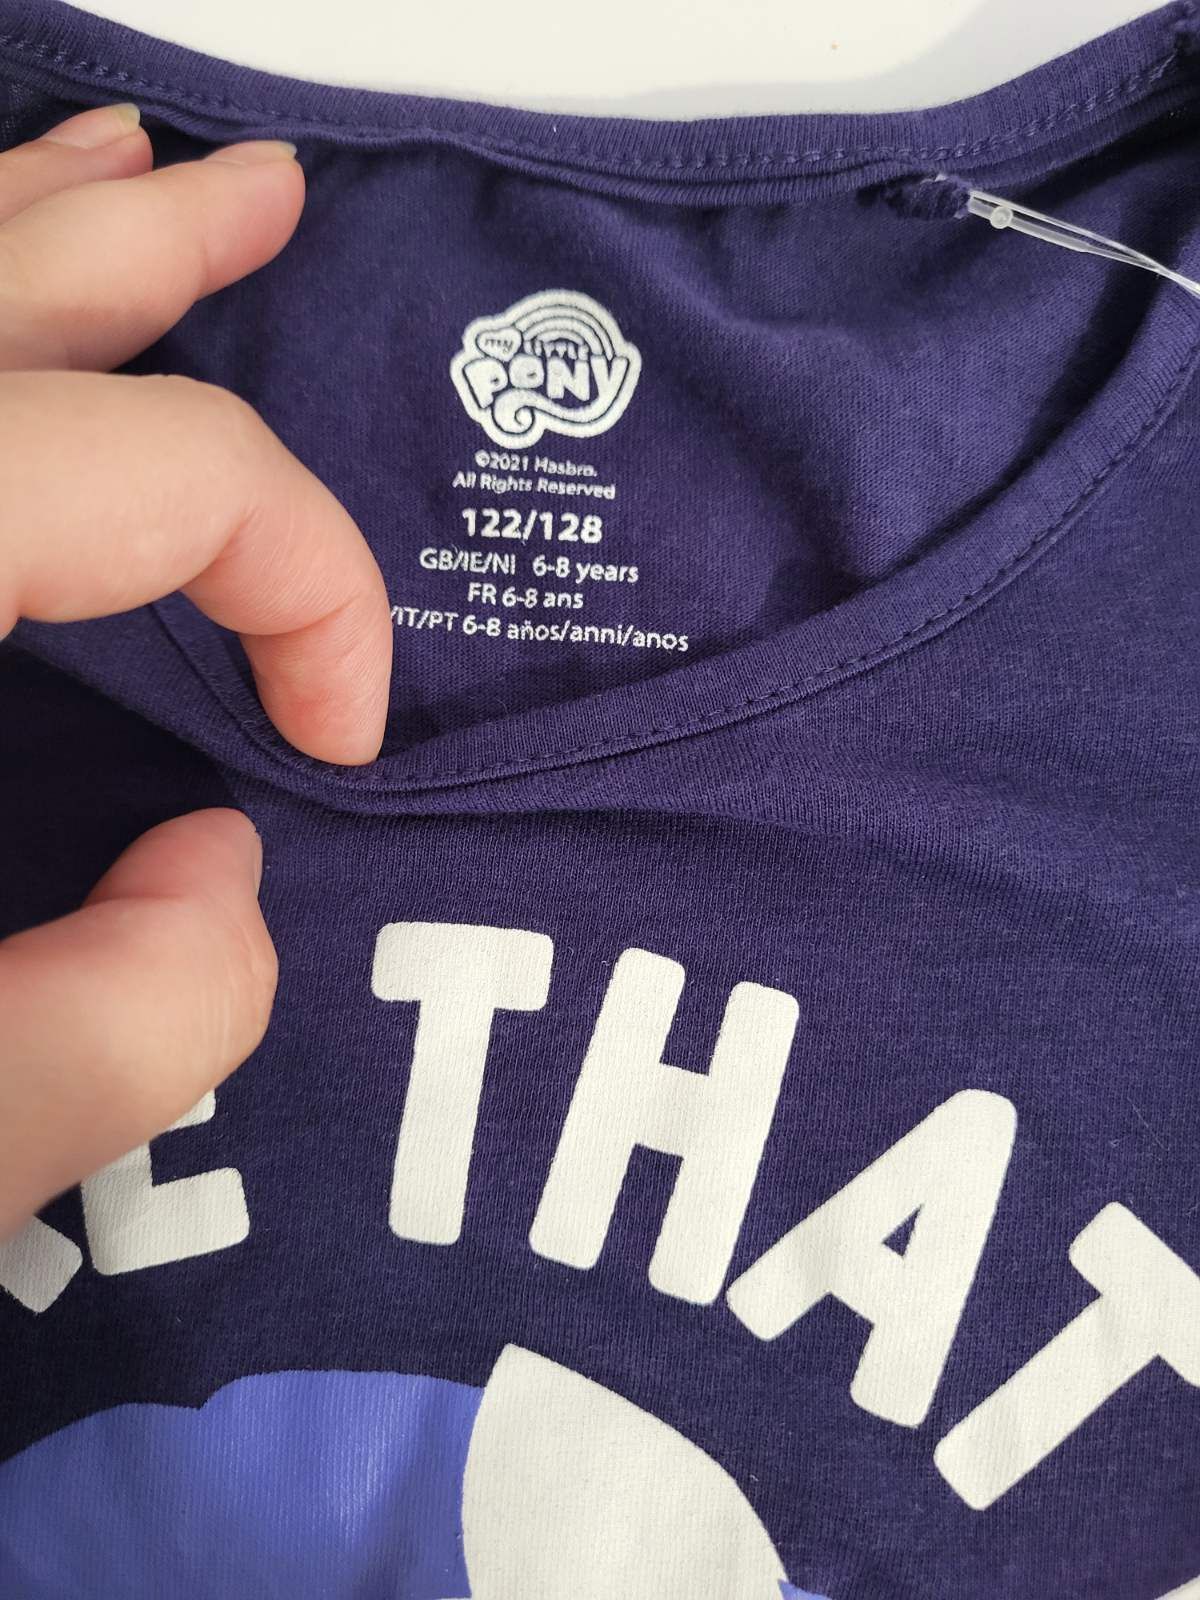 my LITTLE
PONY
©2021 Hasbro.
All Rights Reserved
122/128
GB/IE/NI 6-8 years
FR 6-8 ans
/IT/PT 6-8 años/anni/anos
THAT